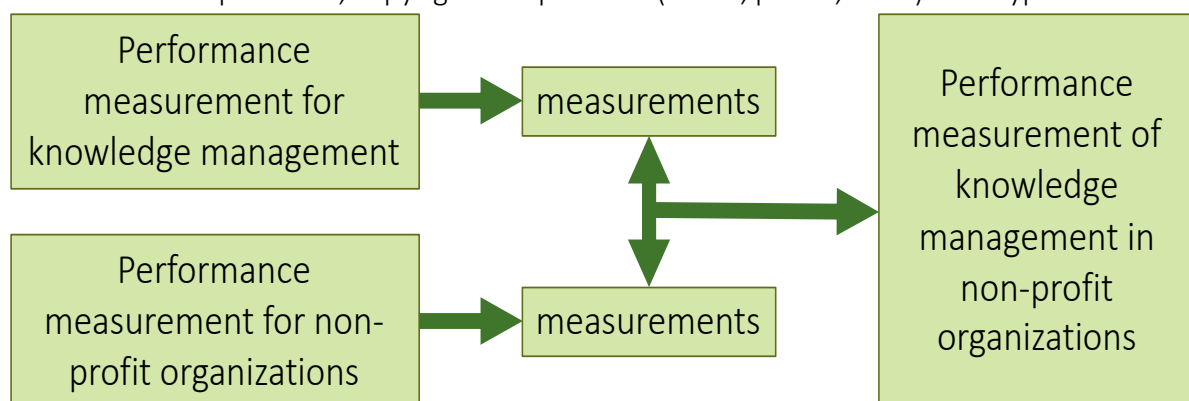 Performance
measurement for
knowledge management
measurements
Performance
measurement for non-
profit organizations
measurements
Performance
measurement of
knowledge
management in
non-profit
organizations